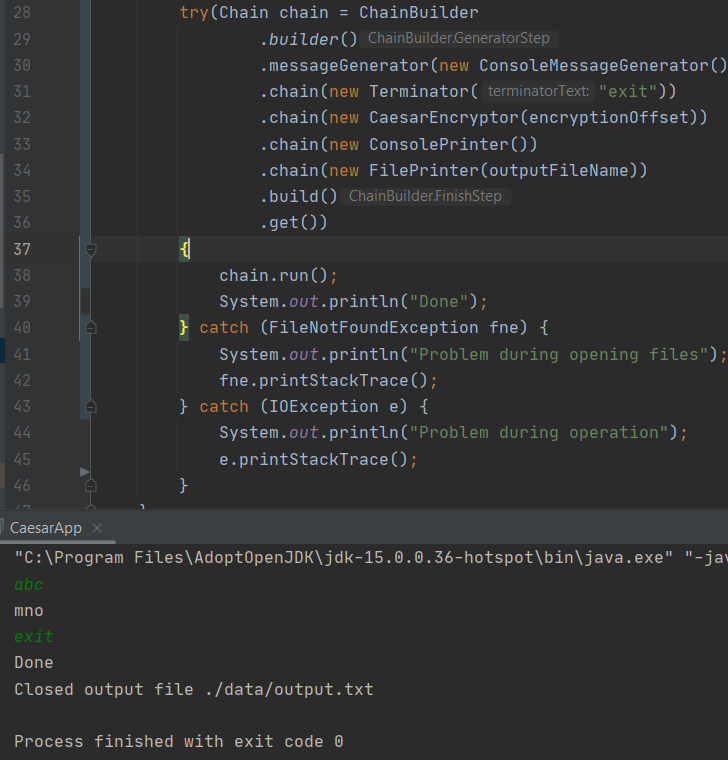 28 try(Chain chain = ChainBuilder
29 .builder() ChainBuilder.GeneratorStep
30 .messageGenerator(new ConsoleMessageGenerator()
31 .chain(new Terminator( terminatorText: "exit"))
32 .chain(new CaesarEncryptor(encryptionOffset))
33 .chain(new ConsolePrinter())
34 .chain(new FilePrinter(outputFileName))
35 .build() ChainBuilder.FinishStep
36 .get())
37 {
38 chain.run();
39 System.out.println("Done");
40 } catch (FileNotFoundException fne) {
41 System.out.println("Problem during opening files");
42 fne.printStackTrace();
43 } catch (IOException e) {
44 System.out.println("Problem during operation");
45 e.printStackTrace();
46 }
CaesarApp ×
"C:\Program Files\AdoptOpenJDK\jdk-15.0.0.36-hotspot\bin\java.exe" "-jav
abc
mno
exit
Done
Closed output file ./data/output.txt
Process finished with exit code 0